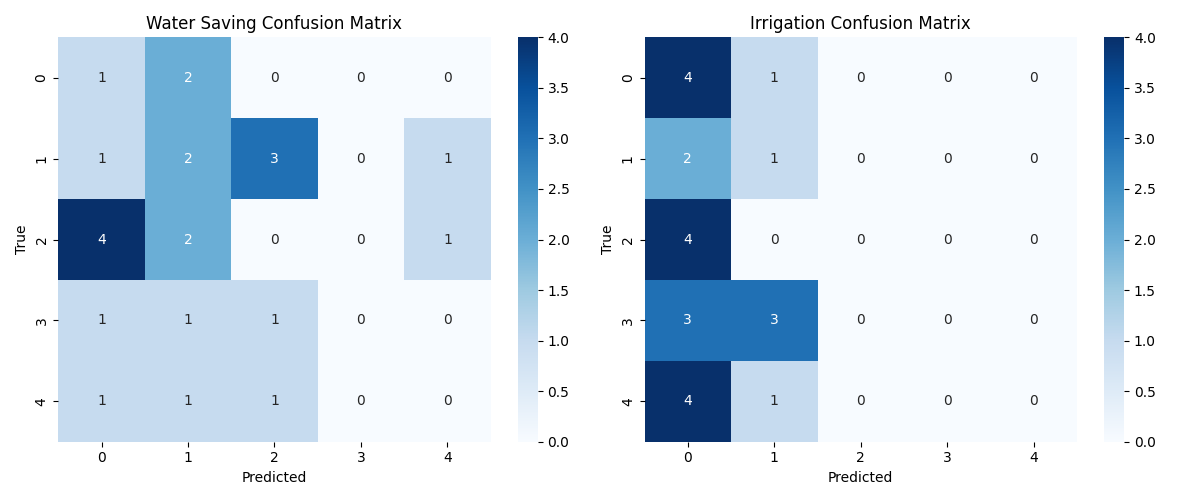 Water Saving Confusion Matrix
0 1 2 0 0 0
1 1 2 3 0 1
2 4 2 0 0 1
3 1 1 1 0 0
4 1 1 1 0 0
0 1 2 3 4
True
Predicted
4.0
3.5
3.0
2.5
2.0
1.5
1.0
0.5
0.0
Irrigation Confusion Matrix
0 4 1 0 0 0
1 2 1 0 0 0
2 4 0 0 0 0
3 3 3 0 0 0
4 4 1 0 0 0
0 1 2 3 4
True
Predicted
4.0
3.5
3.0
2.5
2.0
1.5
1.0
0.5
0.0